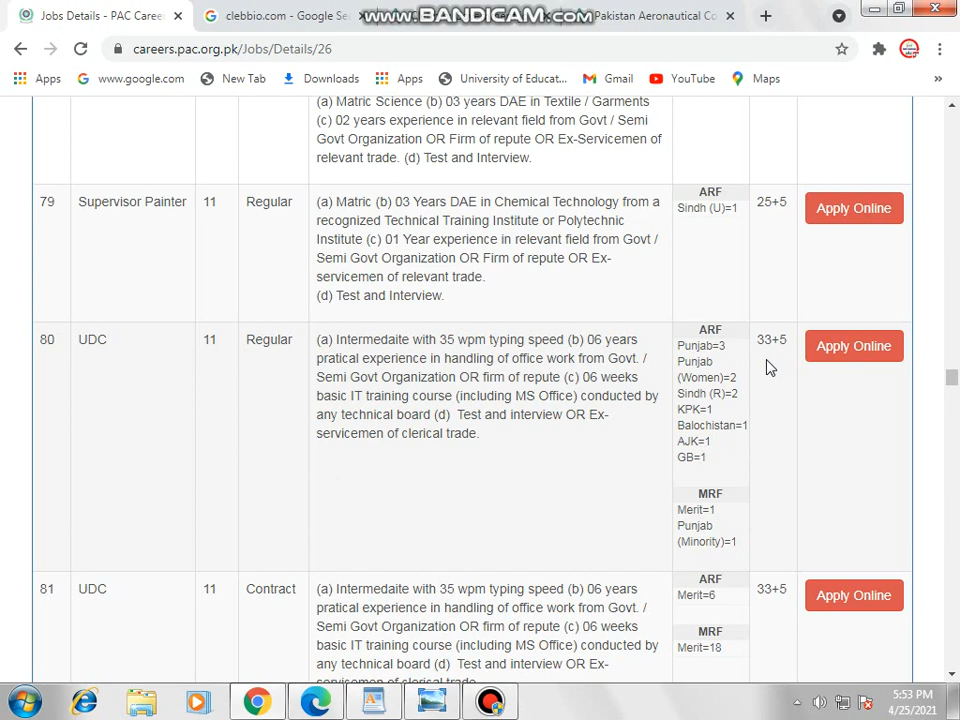 Jobs Details - PAC Caree
clebbio.com - Google Se
WWW.BANDICAM.COM
Pakistan Aeronautical Co
careers.pac.org.pk/Jobs/Details/26
Apps
www.google.com
New Tab
Downloads
Apps
University of Educat...
Gmail
YouTube
Maps
»
(a) Matric Science (b) 03 years DAE in Textile / Garments
(c) 02 years experience in relevant field from Govt / Semi
Govt Organization OR Firm of repute OR Ex-Servicemen of
relevant trade. (d) Test and Interview.
79
Supervisor Painter
11
Regular
(a) Matric (b) 03 Years DAE in Chemical Technology from a
recognized Technical Training Institute or Polytechnic
Institute (c) 01 Year experience in relevant field from Govt /
Semi Govt Organization OR Firm of repute OR Ex-
servicemen of relevant trade.
(d) Test and Interview.
ARF
Sindh (U)=1
25+5
Apply Online
80
UDC
11
Regular
(a) Intermedaite with 35 wpm typing speed (b) 06 years
pratical experience in handling of office work from Govt. /
Semi Govt Organization OR firm of repute (c) 06 weeks
basic IT training course (including MS Office) conducted by
any technical board (d) Test and interview OR Ex-
servicemen of clerical trade.
ARF
Punjab=3
Punjab
(Women)=2
Sindh (R)=2
KPK=1
Balochistan=1
AJK=1
GB=1
MRF
Merit=1
Punjab
(Minority)=1
33+5
Apply Online
81
UDC
11
Contract
(a) Intermedaite with 35 wpm typing speed (b) 06 years
pratical experience in handling of office work from Govt. /
Semi Govt Organization OR firm of repute (c) 06 weeks
basic IT training course (including MS Office) conducted by
any technical board (d) Test and interview OR Ex-
servicemen of clerical trade.
ARF
Merit=6
MRF
Merit=18
33+5
Apply Online
5:53 PM
4/25/2021